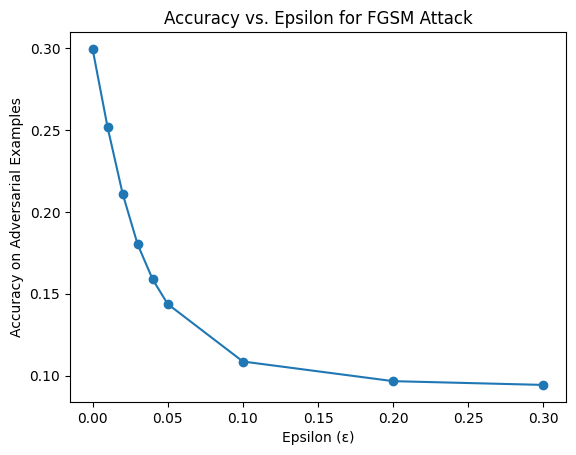 Accuracy vs. Epsilon for FGSM Attack
Accuracy on Adversarial Examples
0.30
0.25
0.20
0.15
0.10
0.00 0.05 0.10 0.15 0.20 0.25 0.30
Epsilon (ε)